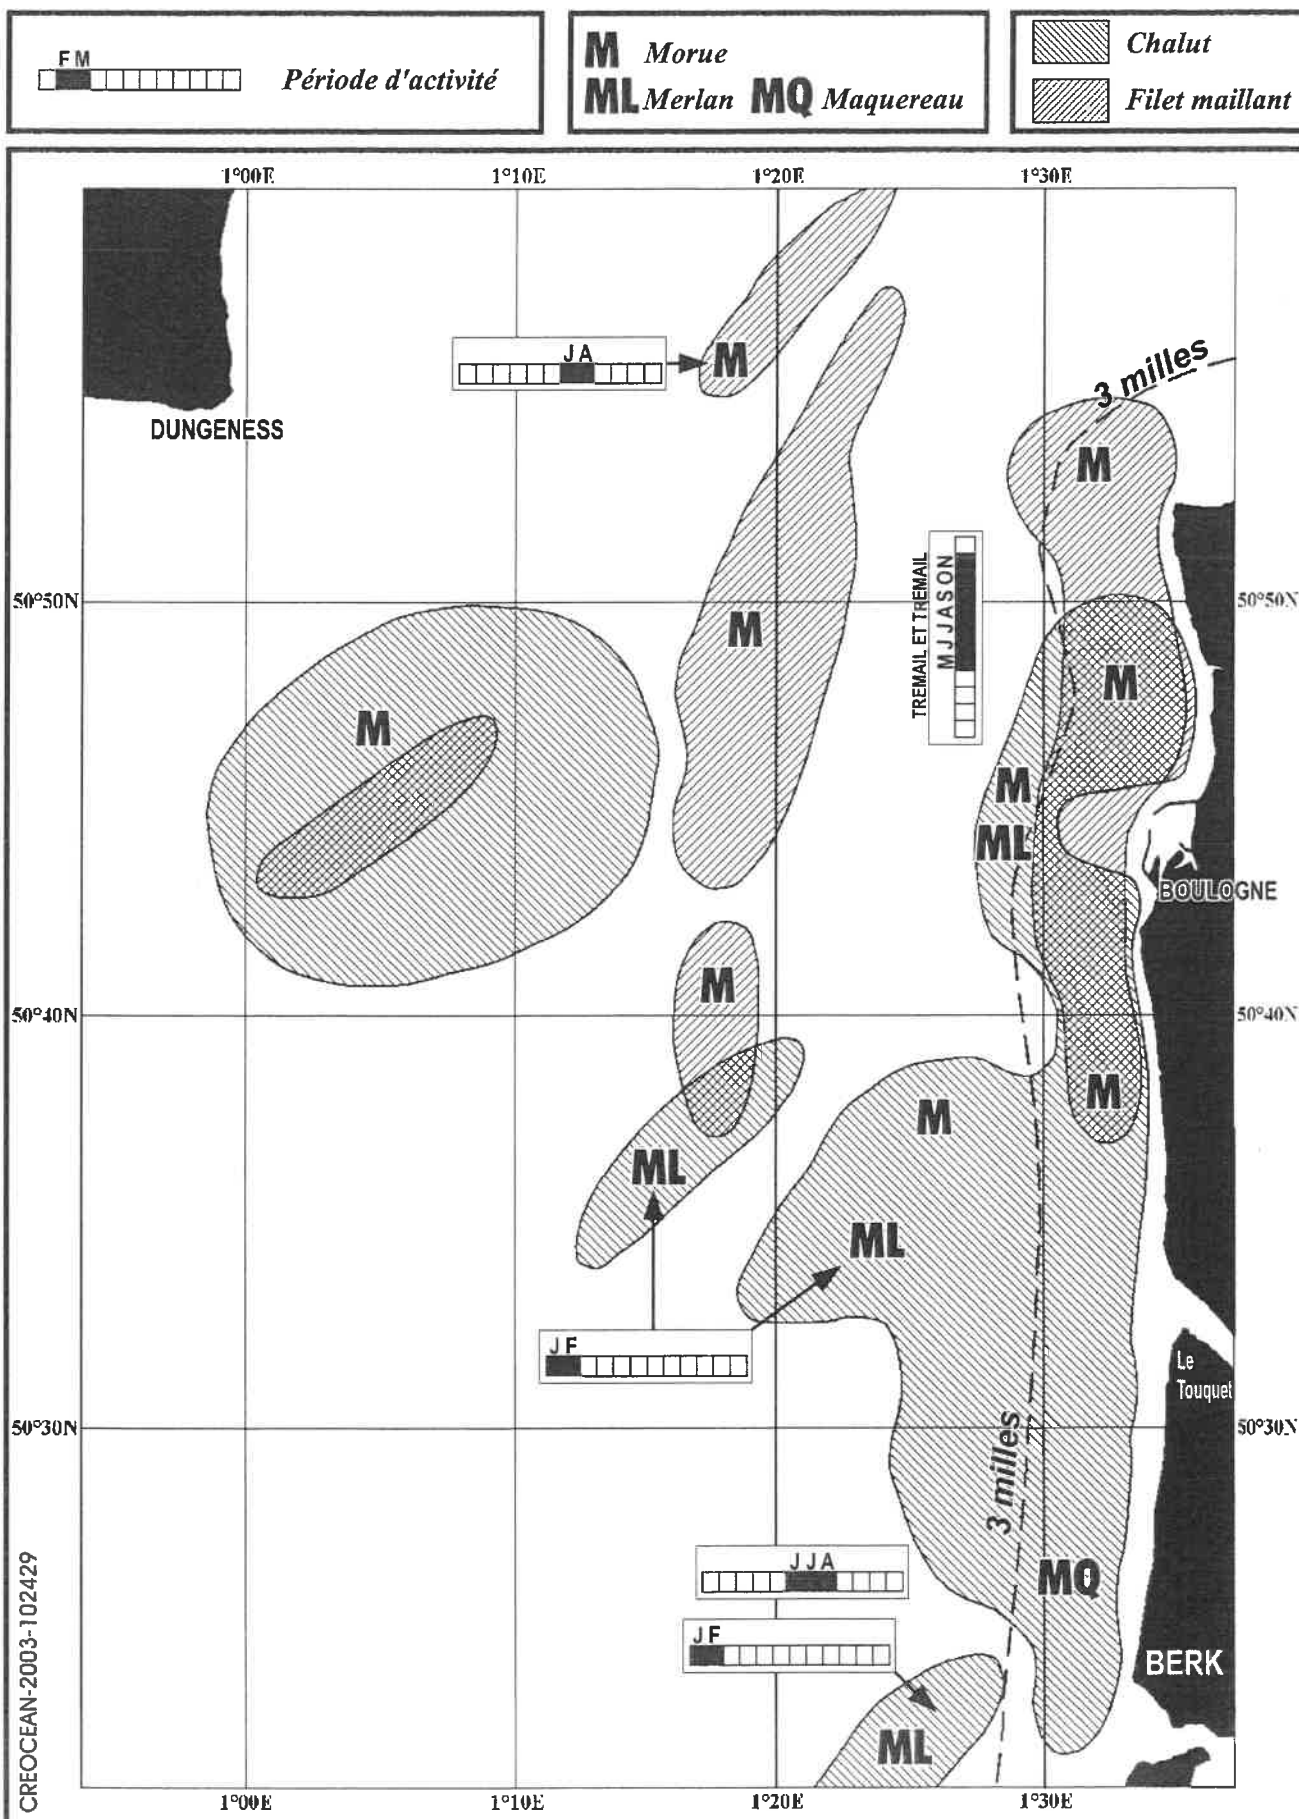 F M
Période d'activité
M Morue
ML Merlan MQ Maquereau
Chalut
Filet maillant
1°00E 1°10E 1°20E 1°30E
3 milles
J A
M
DUNGENESS
M
TREMAIL ET TREMAIL
M J J A S O N
50°50N 50°50N
M
M
M
M
ML
BOULOGNE
M
50°40N 50°40N
M
M
ML
ML
J F
Le
Touquet
50°30N 50°30N
3 milles
J J A
MQ
J F
BERK
ML
CREOCEAN-2003-102429
1°00E 1°10E 1°20E 1°30E